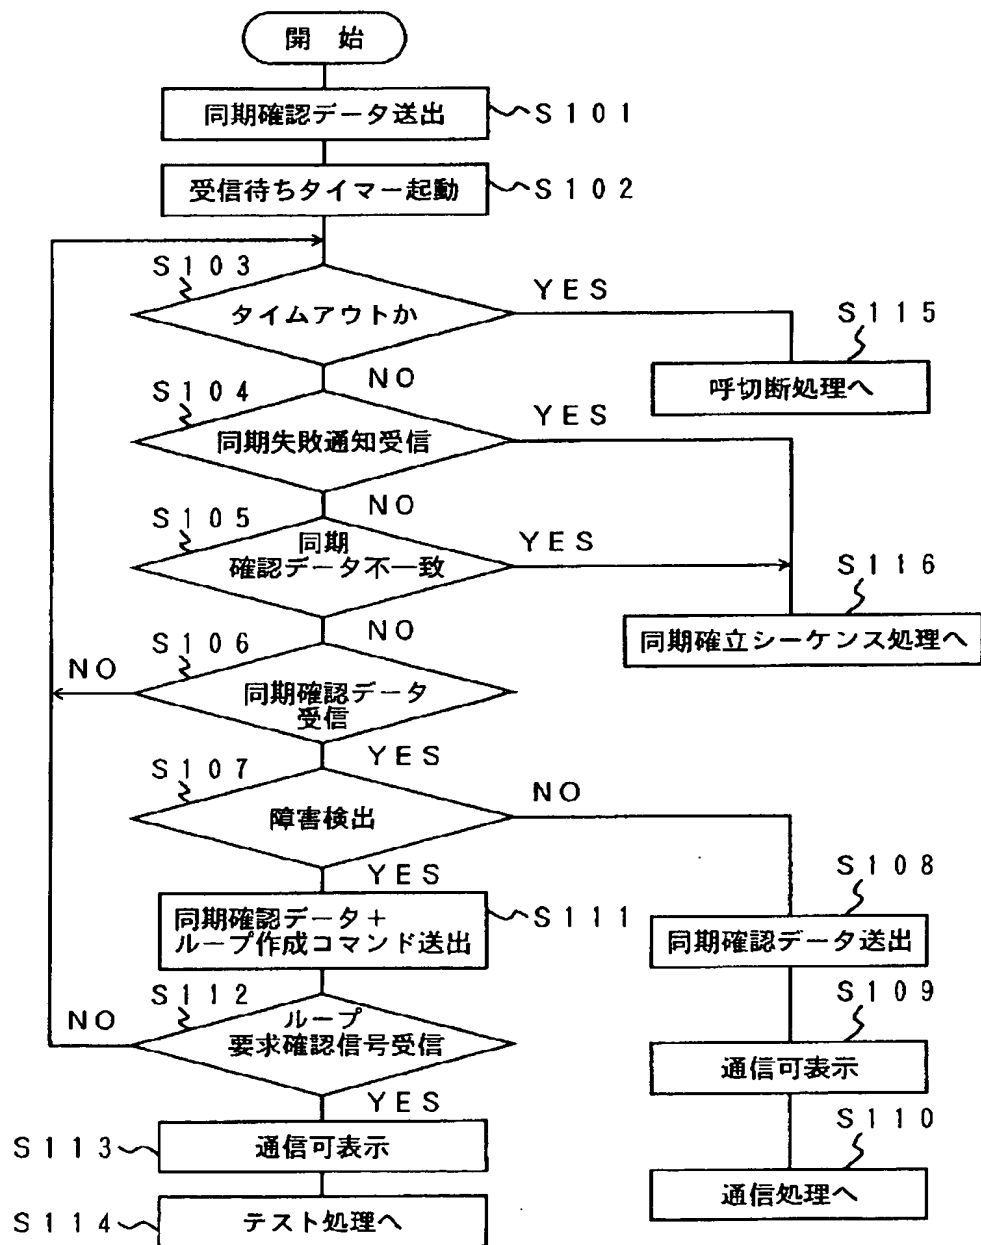 開 始
同期確認データ送出
S101
受信待ちタイマー起動
S102
S103
タイムアウトか
YES
S115
呼切断処理へ
NO
S104
同期失敗通知受信
YES
NO
S105
同期
確認データ不一致
YES
S116
同期確立シーケンス処理へ
NO
S106
NO
同期確認データ
受信
YES
S107
障害検出
NO
YES
S108
同期確認データ送出
同期確認データ+
ループ作成コマンド送出
S111
S109
通信可表示
S112
NO
ループ
要求確認信号受信
YES
S110
通信処理へ
S113
通信可表示
S114
テスト処理へ